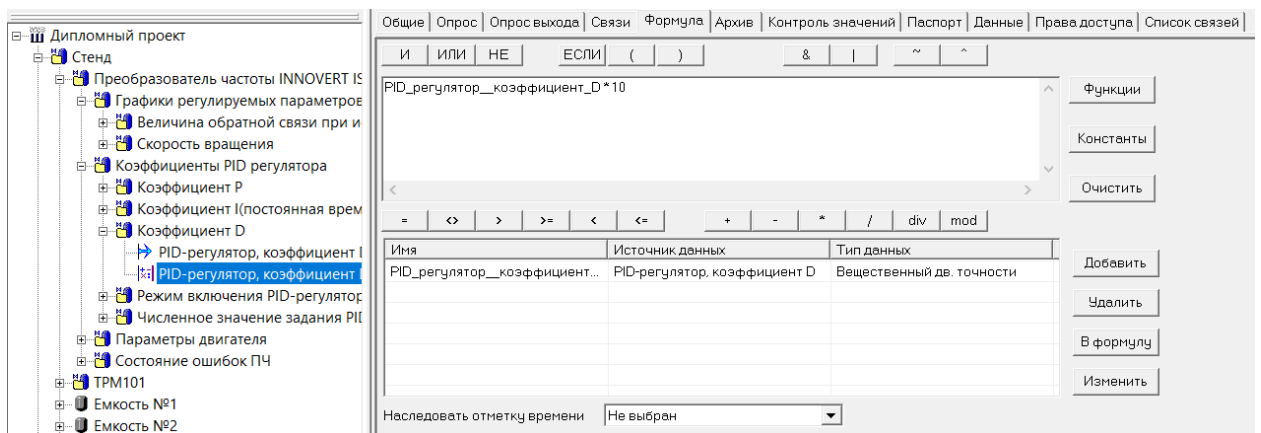 Дипломный проект
Стенд
Преобразователь частоты INNOVERT IS
Графики регулируемых параметров
Величина обратной связи при и
Скорость вращения
Коэффициенты PID регулятора
Коэффициент P
Коэффициент I(постоянная врем
Коэффициент D
PID-регулятор, коэффициент
PID-регулятор, коэффициент
Режим включения PID-регулятор
Численное значение задания PI
Параметры двигателя
Состояние ошибок ПЧ
ТРМ101
Емкость №1
Емкость №2
Общие Опрос Опрос выхода Связи Формула Архив Контроль значений Паспорт Данные Права доступа Список связей
И ИЛИ НЕ ЕСЛИ ( ) & | ~ ^
PID_регулятор__коэффициент_D*10
Функции
Константы
Очистить
= <> > >= < <= + - * / div mod
Имя Источник данных Тип данных
PID_регулятор__коэффициент... PID-регулятор, коэффициент D Вещественный дв. точности
Добавить
Удалить
В формулу
Изменить
Наследовать отметку времени Не выбран